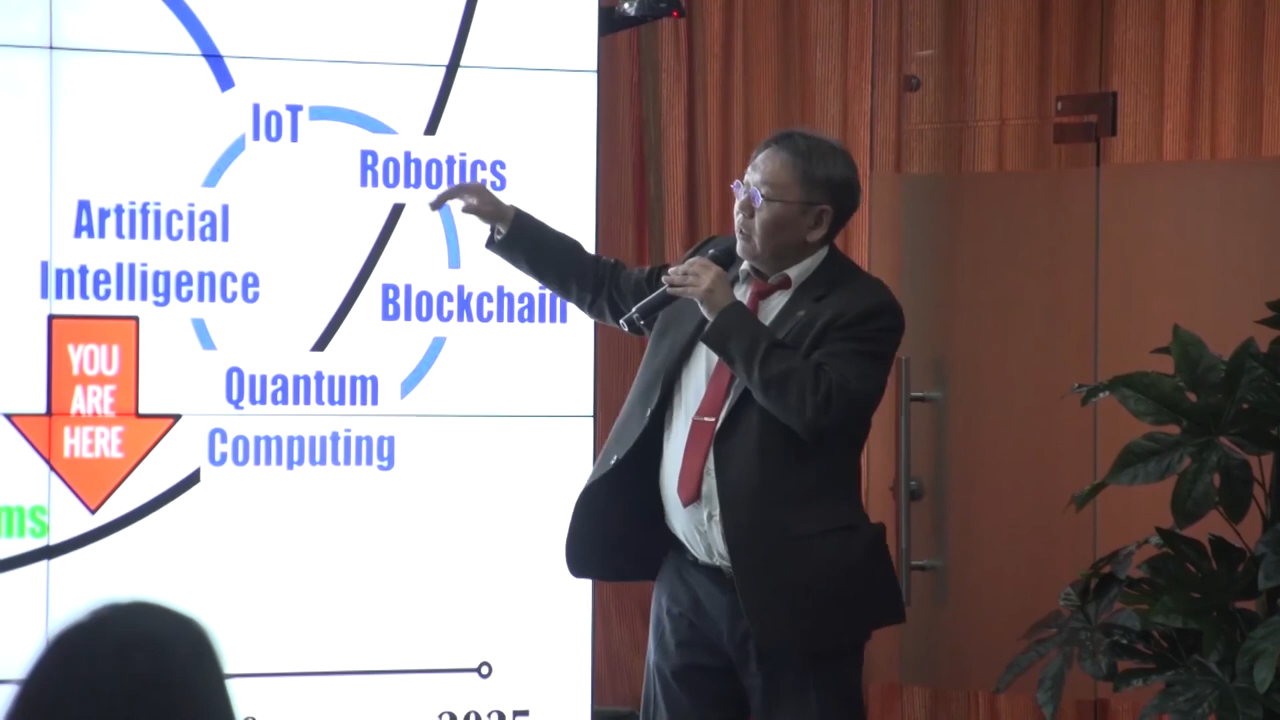 IoT
Robotics
Artificial
Intelligence
Blockchain
YOU
ARE
HERE
Quantum
Computing
ms
2025